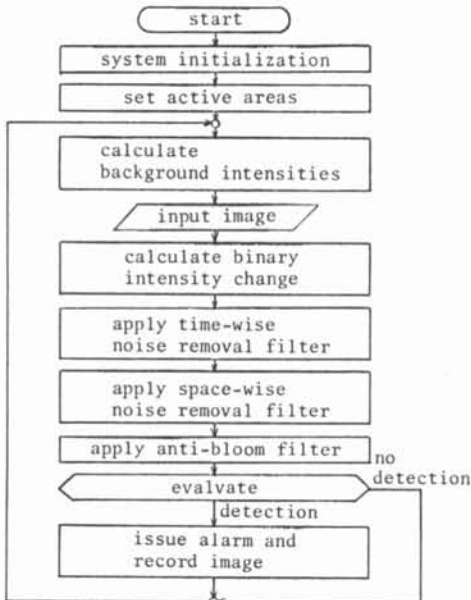 start
system initialization
set active areas
calculate
background intensities
input image
calculate binary
intensity change
apply time-wise
noise removal filter
apply space-wise
noise removal filter
apply anti-bloom filter
no
detection
evalvate
detection
issue alarm and
record image